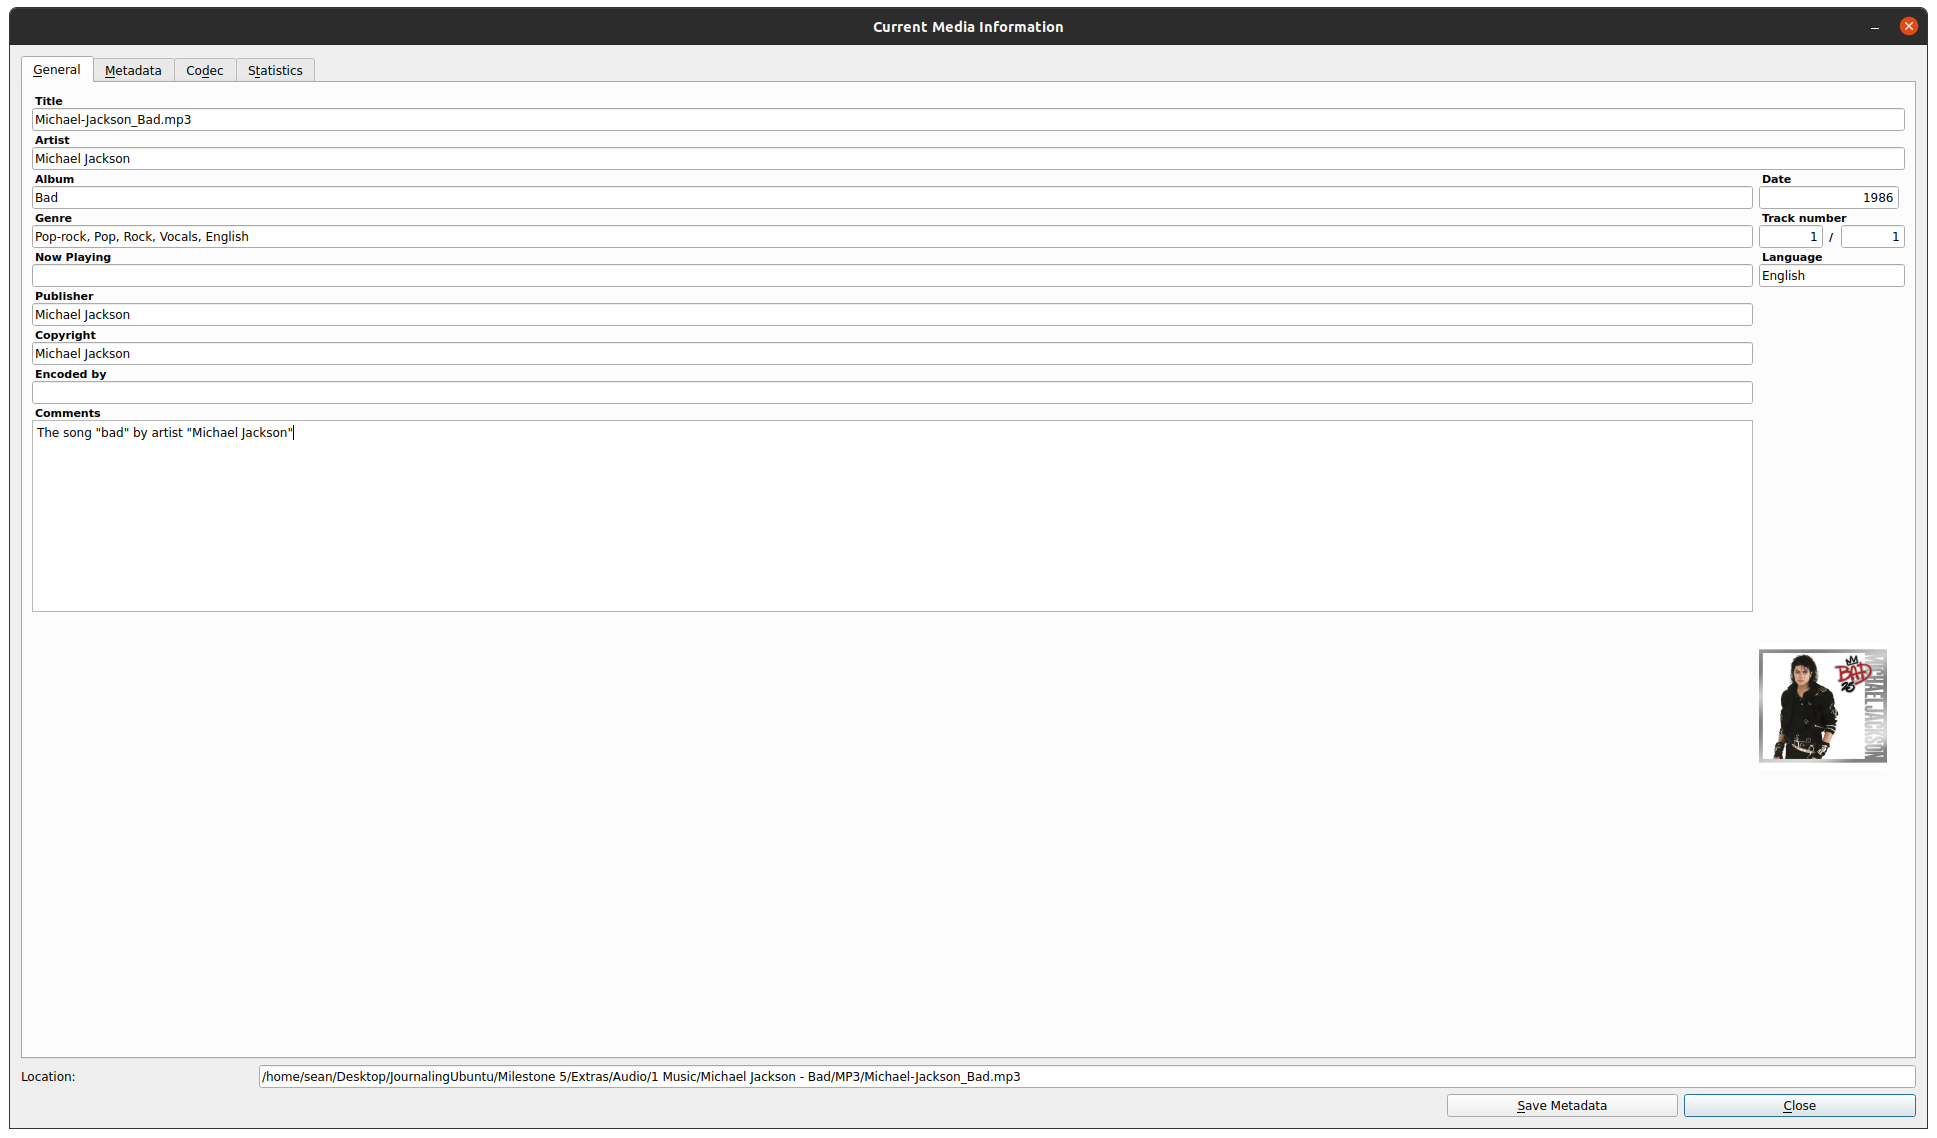 Current Media Information
General Metadata Codec Statistics
Title
Michael-Jackson_Bad.mp3
Artist
Michael Jackson
Album Date
Bad 1986
Genre Track number
Pop-rock, Pop, Rock, Vocals, English 1 / 1
Now Playing Language
English
Publisher
Michael Jackson
Copyright
Michael Jackson
Encoded by
Comments
The song "bad" by artist "Michael Jackson"
BAD
25
MICHAEL JACKSON
Location: /home/sean/Desktop/JournalingUbuntu/Milestone 5/Extras/Audio/1 Music/Michael Jackson - Bad/MP3/Michael-Jackson_Bad.mp3
Save Metadata Close